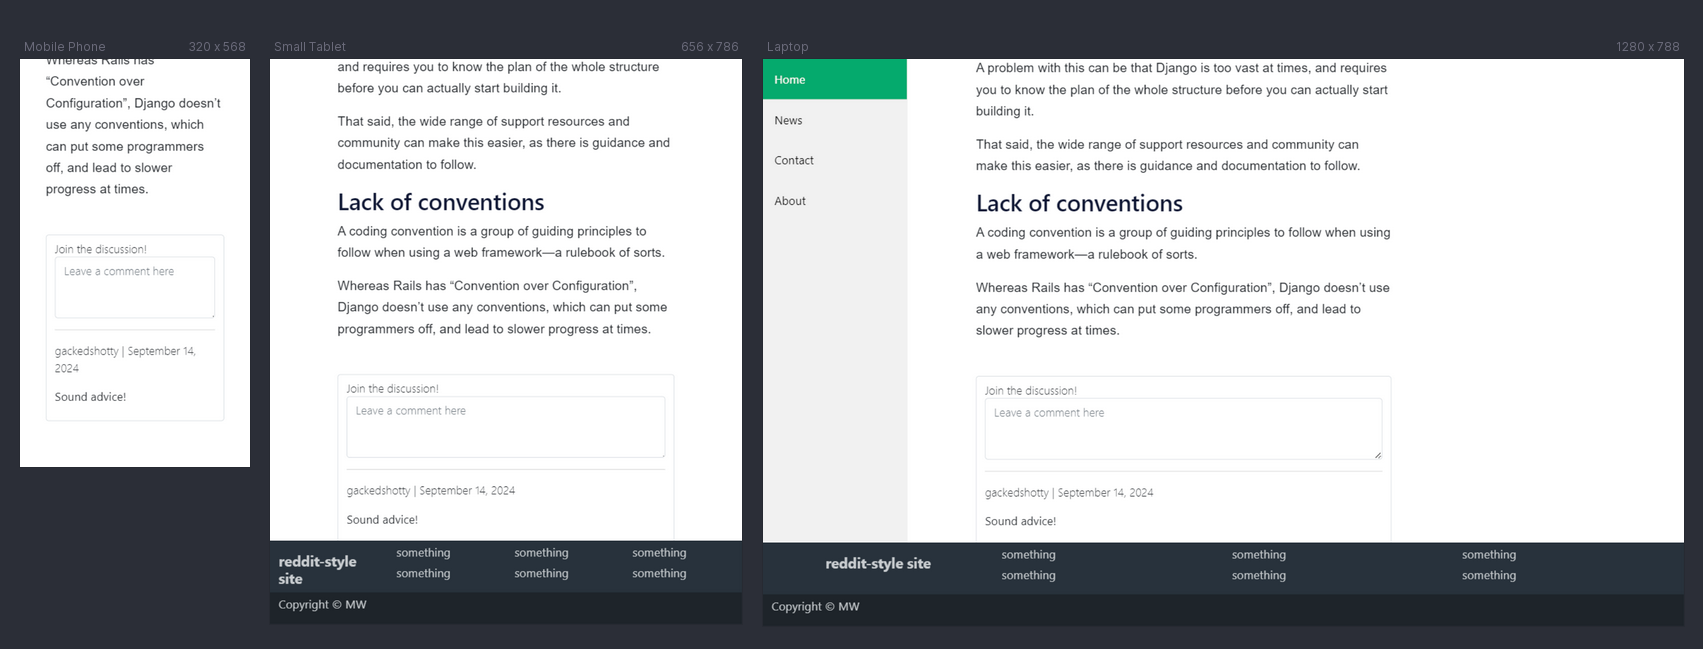 Mobile Phone 320 x 568
Whereas Rails has
“Convention over
Configuration”, Django doesn’t
use any conventions, which
can put some programmers
off, and lead to slower
progress at times.
Join the discussion!
Leave a comment here
gackedshotty | September 14,
2024
Sound advice!
Small Tablet 656 x 786
and requires you to know the plan of the whole structure
before you can actually start building it.
That said, the wide range of support resources and
community can make this easier, as there is guidance and
documentation to follow.
Lack of conventions
A coding convention is a group of guiding principles to
follow when using a web framework—a rulebook of sorts.
Whereas Rails has “Convention over Configuration”,
Django doesn’t use any conventions, which can put some
programmers off, and lead to slower progress at times.
Join the discussion!
Leave a comment here
gackedshotty | September 14, 2024
Sound advice!
reddit-style
site
something something something
something something something
Copyright © MW
Laptop 1280 x 788
Home
News
Contact
About
A problem with this can be that Django is too vast at times, and requires
you to know the plan of the whole structure before you can actually start
building it.
That said, the wide range of support resources and community can
make this easier, as there is guidance and documentation to follow.
Lack of conventions
A coding convention is a group of guiding principles to follow when using
a web framework—a rulebook of sorts.
Whereas Rails has “Convention over Configuration”, Django doesn’t use
any conventions, which can put some programmers off, and lead to
slower progress at times.
Join the discussion!
Leave a comment here
gackedshotty | September 14, 2024
Sound advice!
reddit-style site
something something something
something something something
Copyright © MW